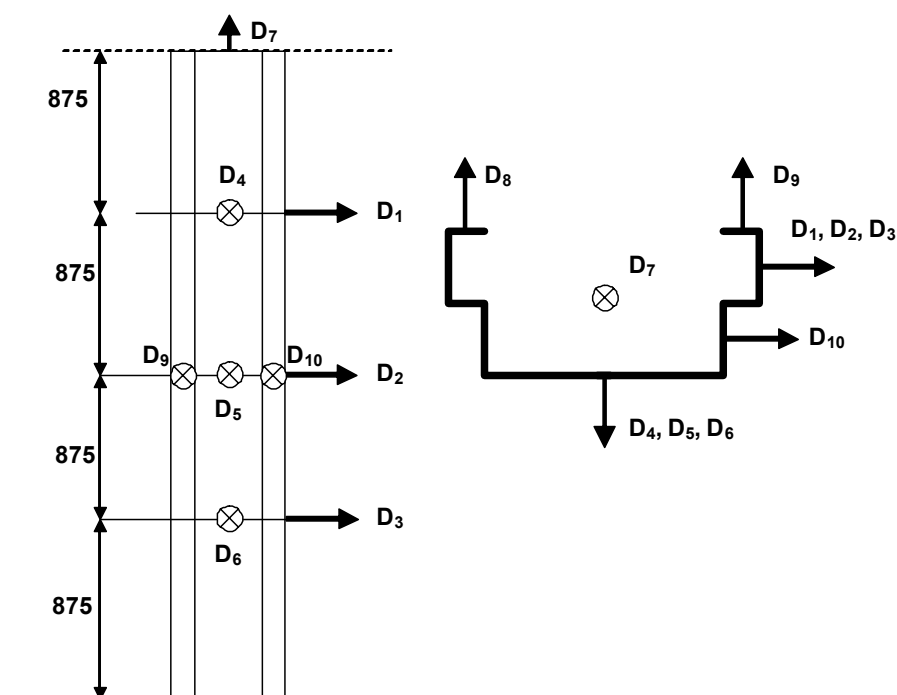 D₇
875
D₄
D₁
875
D₉
D₁₀
D₂
D₅
875
D₃
D₆
875
D₈
D₉
D₁, D₂, D₃
D₇
D₁₀
D₄, D₅, D₆